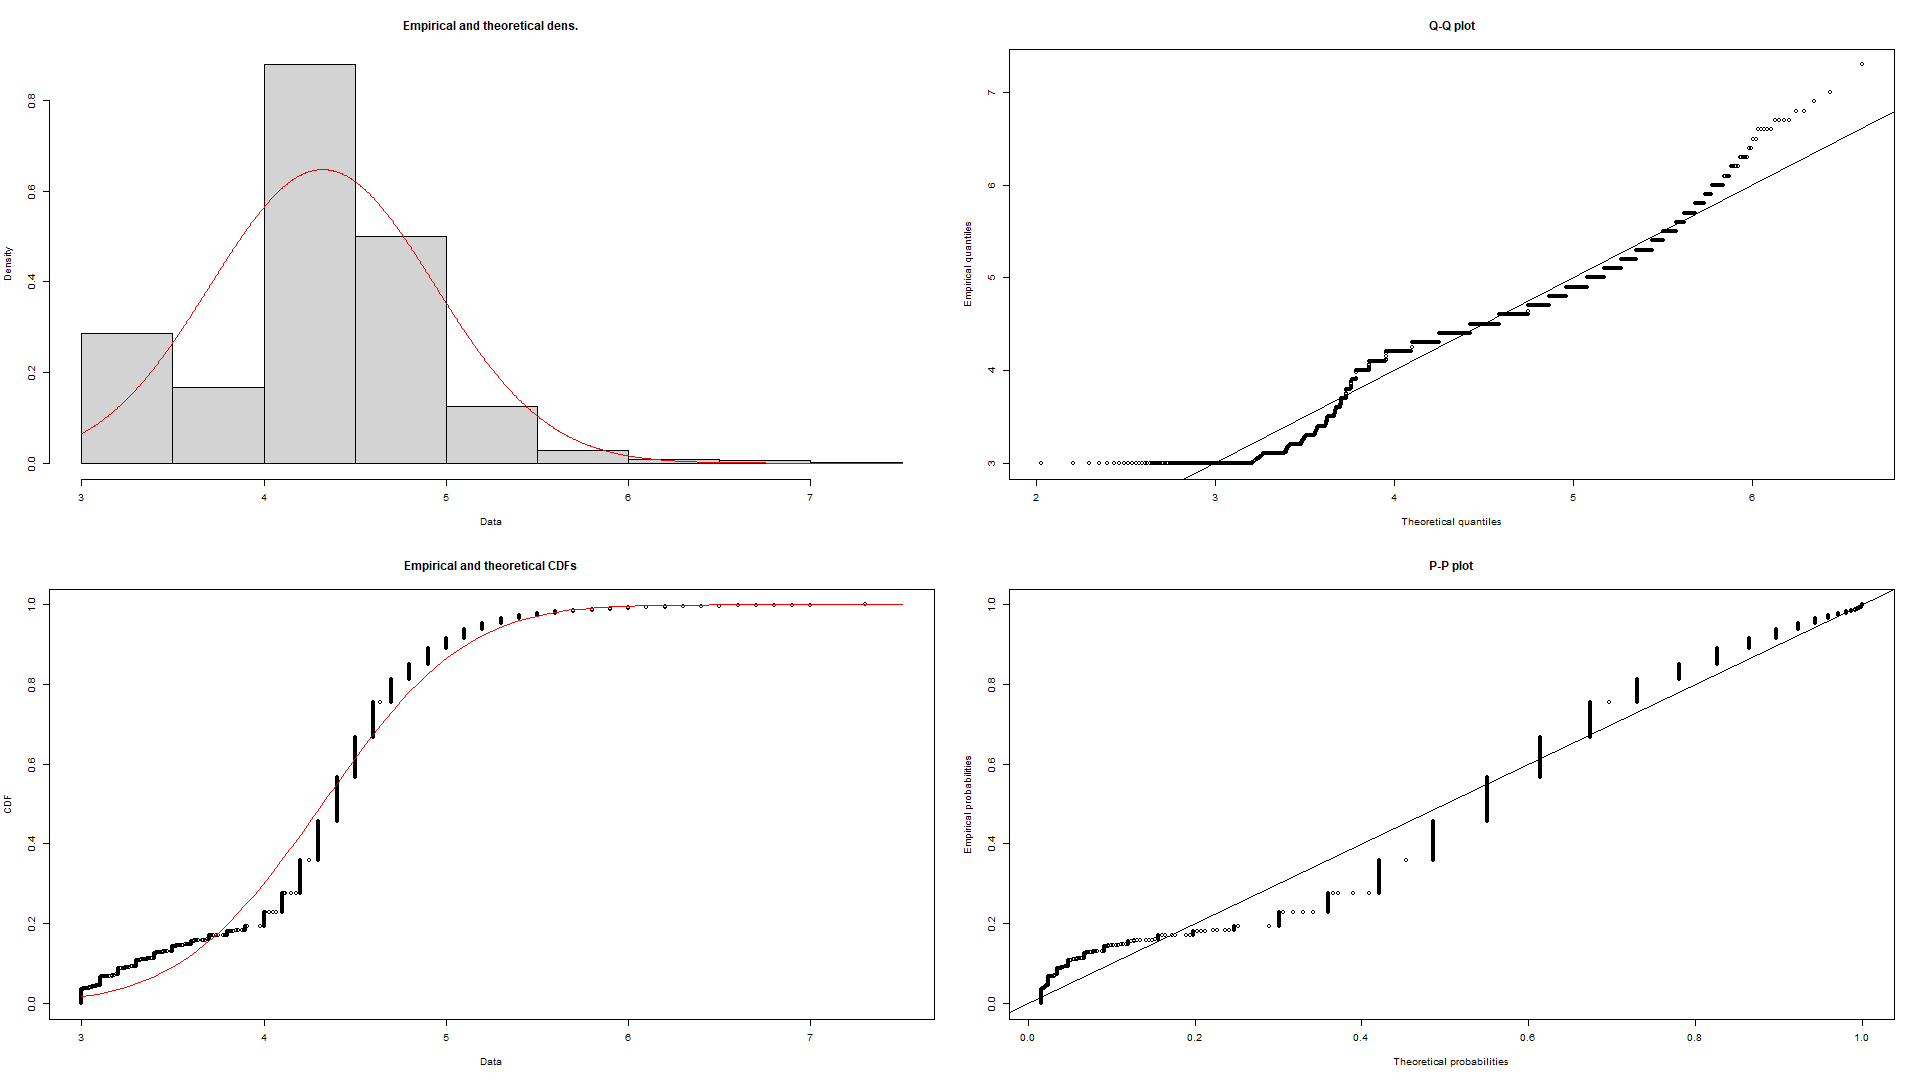 Empirical and theoretical dens.
Density
0.0 0.2 0.4 0.6 0.8
3 4 5 6 7
Data
Q-Q plot
Empirical quantiles
3 4 5 6 7
2 3 4 5 6
Theoretical quantiles
Empirical and theoretical CDFs
CDF
0.0 0.2 0.4 0.6 0.8 1.0
3 4 5 6 7
Data
P-P plot
Empirical probabilities
0.0 0.2 0.4 0.6 0.8 1.0
0.0 0.2 0.4 0.6 0.8 1.0
Theoretical probabilities